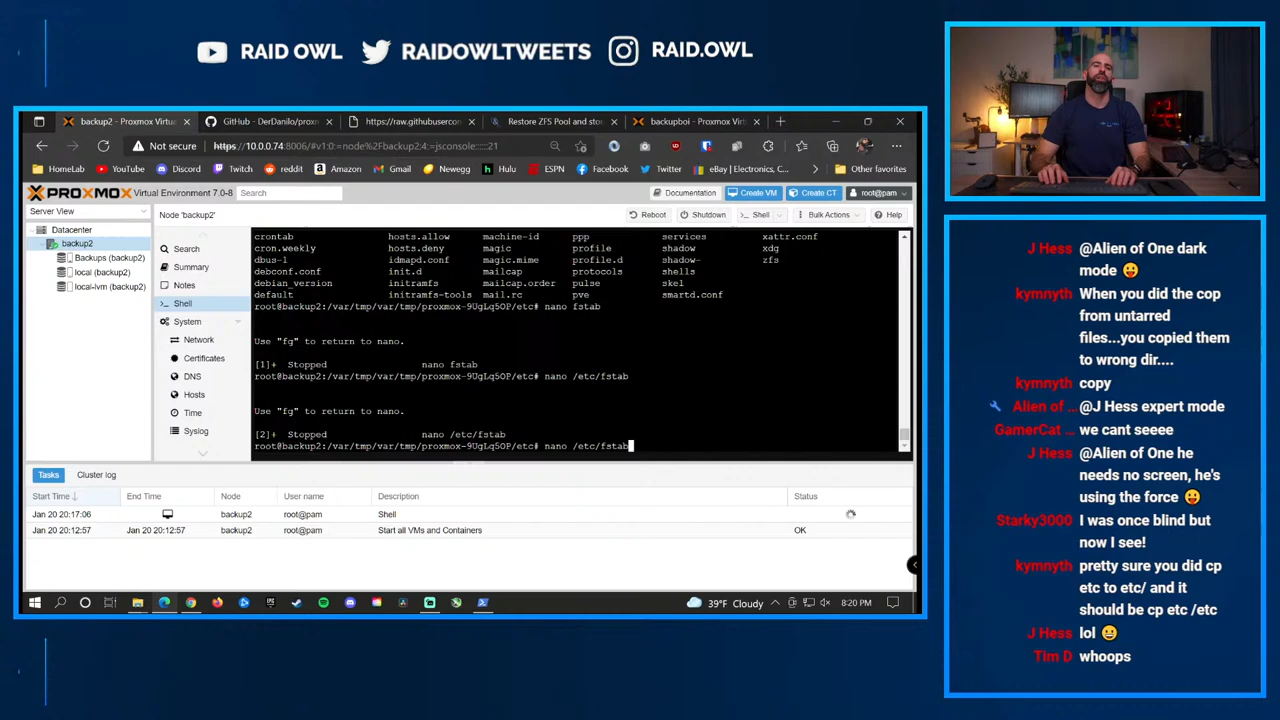 RAID OWL
RAIDOWLTWEETS
RAID.OWL
backup2 - Proxmox Virtual
GitHub - DerDanilo/proxm
https://raw.githubusercon
Restore ZFS Pool and stor
backupboi - Proxmox Virtu
Not secure
https://10.0.0.74:8006/#v1:0:=node%2Fbackup2:4:=jsconsole:::::21
HomeLab
YouTube
Discord
Twitch
reddit
Amazon
Gmail
Newegg
Hulu
ESPN
Facebook
Twitter
eBay | Electronics, C...
Other favorites
PROXMOX Virtual Environment 7.0-8
Search
Documentation
Create VM
Create CT
root@pam
Server View
Node 'backup2'
Reboot
Shutdown
Shell
Bulk Actions
Help
Datacenter
backup2
Backups (backup2)
local (backup2)
local-lvm (backup2)
Search
Summary
Notes
Shell
System
Network
Certificates
DNS
Hosts
Time
Syslog
crontab hosts.allow machine-id ppp services xattr.conf
cron.weekly hosts.deny magic profile shadow xdg
dbus-1 idmapd.conf magic.mime profile.d shadow- zfs
debconf.conf init.d mailcap protocols shells
debian_version initramfs mailcap.order pulse skel
default initramfs-tools mail.rc pve smartd.conf
root@backup2:/var/tmp/proxmox-9UgLq5OP/etc# nano fstab
Use "fg" to return to nano.
[1]+ Stopped nano fstab
root@backup2:/var/tmp/proxmox-9UgLq5OP/etc# nano /etc/fstab
Use "fg" to return to nano.
[2]+ Stopped nano /etc/fstab
root@backup2:/var/tmp/proxmox-9UgLq5OP/etc# nano /etc/fstab
Tasks
Cluster log
Start Time End Time Node User name Description Status
Jan 20 20:17:06 backup2 root@pam Shell
Jan 20 20:12:57 Jan 20 20:12:57 backup2 root@pam Start all VMs and Containers OK
39°F Cloudy
8:20 PM
J Hess @Alien of One dark
mode
kymnyth When you did the cop
from untarred
files...you copied them
to wrong dir....
kymnyth copy
Alien of ... @J Hess expert mode
GamerCat ... we cant seeee
J Hess @Alien of One he
needs no screen, he's
using the force
Starky3000 I was once blind but
now I see!
kymnyth pretty sure you did cp
etc to etc/ and it
should be cp etc /etc
J Hess lol
Tim D whoops